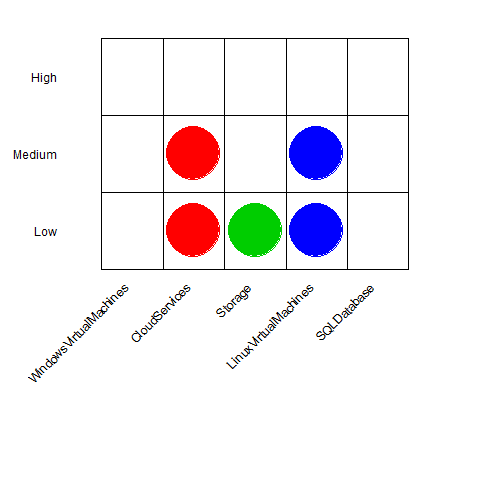 High
Medium
Low
WindowsVirtualMachines
CloudServices
Storage
LinuxVirtualMachines
SQLDatabase